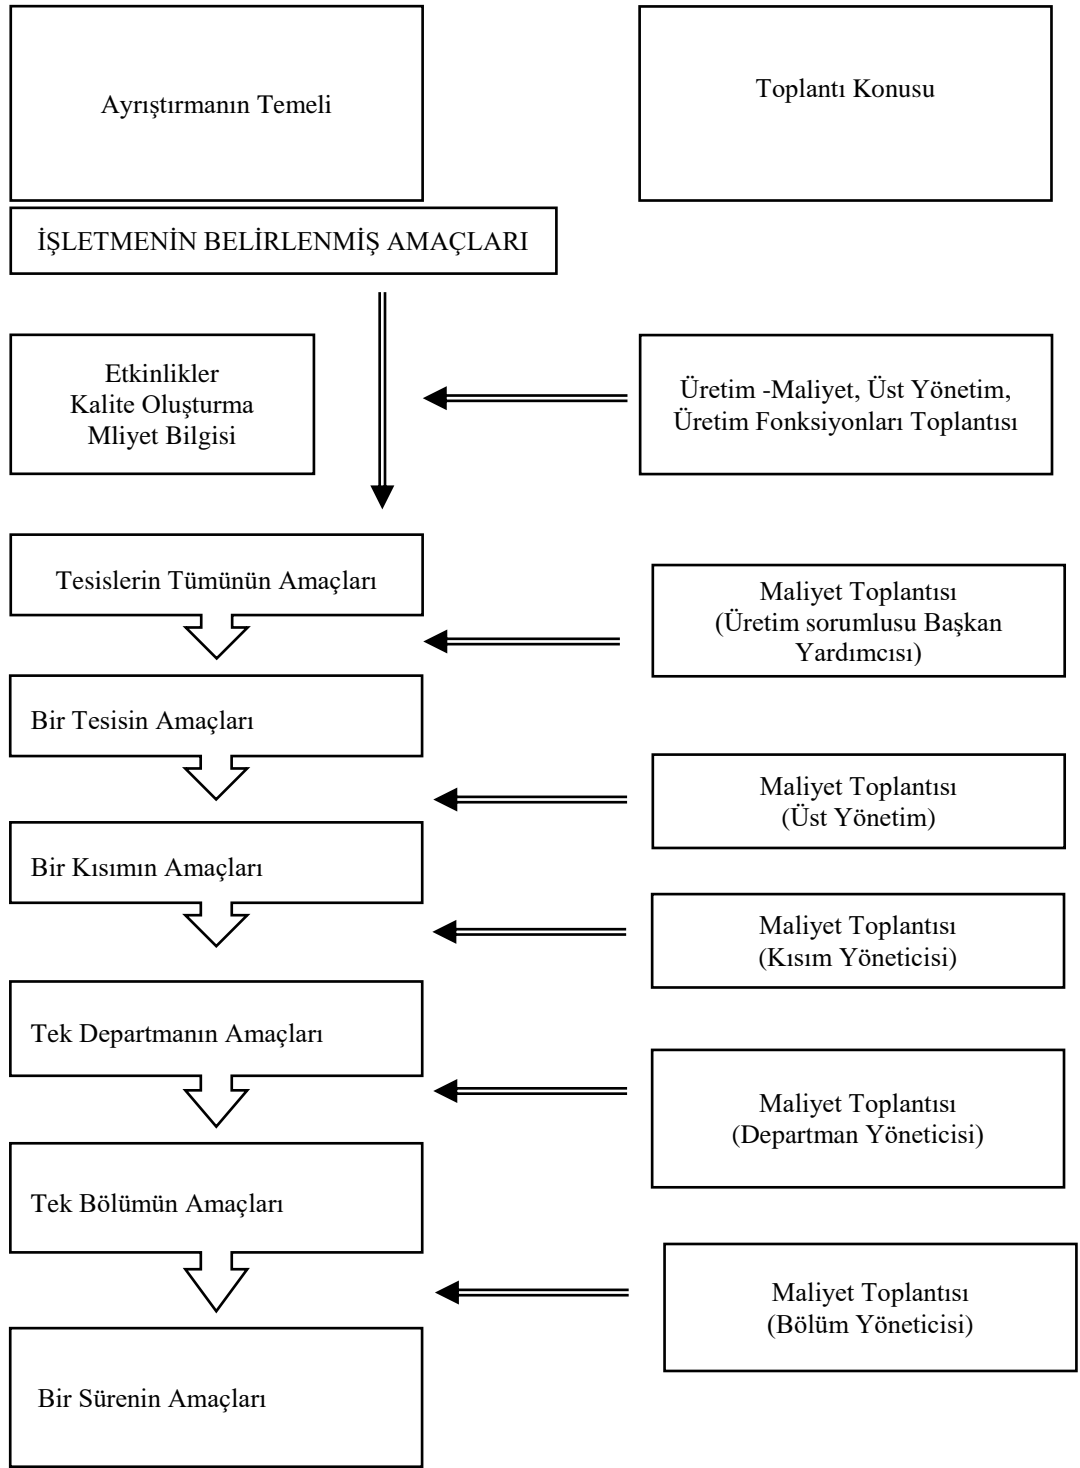 Ayrıştırmanın Temeli
Toplantı Konusu
İŞLETMENİN BELİRLENMİŞ AMAÇLARI
Etkinlikler
Kalite Oluşturma
Mliyet Bilgisi
Üretim -Maliyet, Üst Yönetim,
Üretim Fonksiyonları Toplantısı
Tesislerin Tümünün Amaçları
Maliyet Toplantısı
(Üretim sorumlusu Başkan
Yardımcısı)
Bir Tesisin Amaçları
Maliyet Toplantısı
(Üst Yönetim)
Bir Kısımın Amaçları
Maliyet Toplantısı
(Kısım Yöneticisi)
Tek Departmanın Amaçları
Maliyet Toplantısı
(Departman Yöneticisi)
Tek Bölümün Amaçları
Maliyet Toplantısı
(Bölüm Yöneticisi)
Bir Sürenin Amaçları